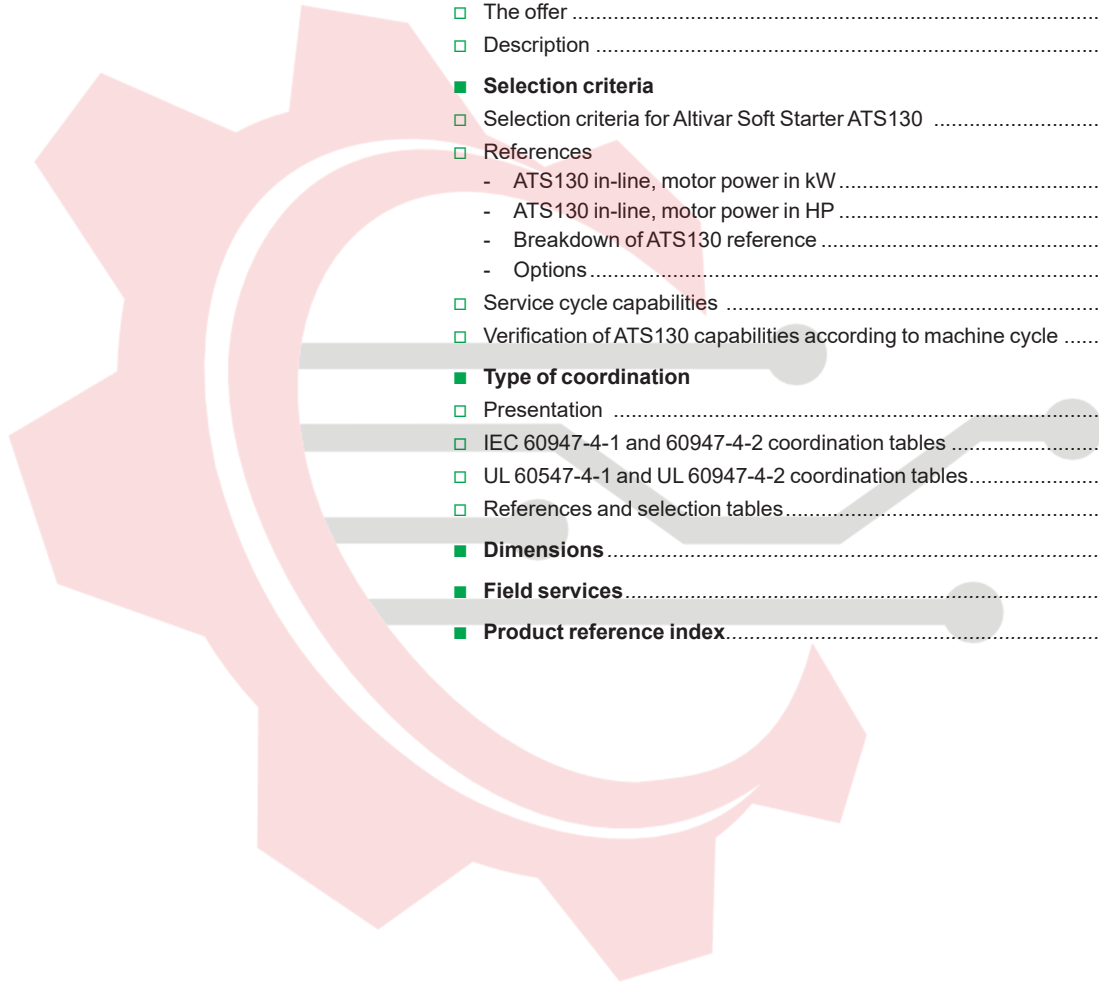 □ The offer ................................................................................
□ Description ................................................................................
■ Selection criteria
□ Selection criteria for Altivar Soft Starter ATS130 ................................
□ References
- ATS130 in-line, motor power in kW ................................................
- ATS130 in-line, motor power in HP ................................................
- Breakdown of ATS130 reference ................................................
- Options ................................................................................
□ Service cycle capabilities ................................................................
□ Verification of ATS130 capabilities according to machine cycle ......
■ Type of coordination
□ Presentation ................................................................................
□ IEC 60947-4-1 and 60947-4-2 coordination tables ................................
□ UL 60547-4-1 and UL 60947-4-2 coordination tables ................................
□ References and selection tables ................................................
■ Dimensions ................................................................................
■ Field services ................................................................................
■ Product reference index ................................................................